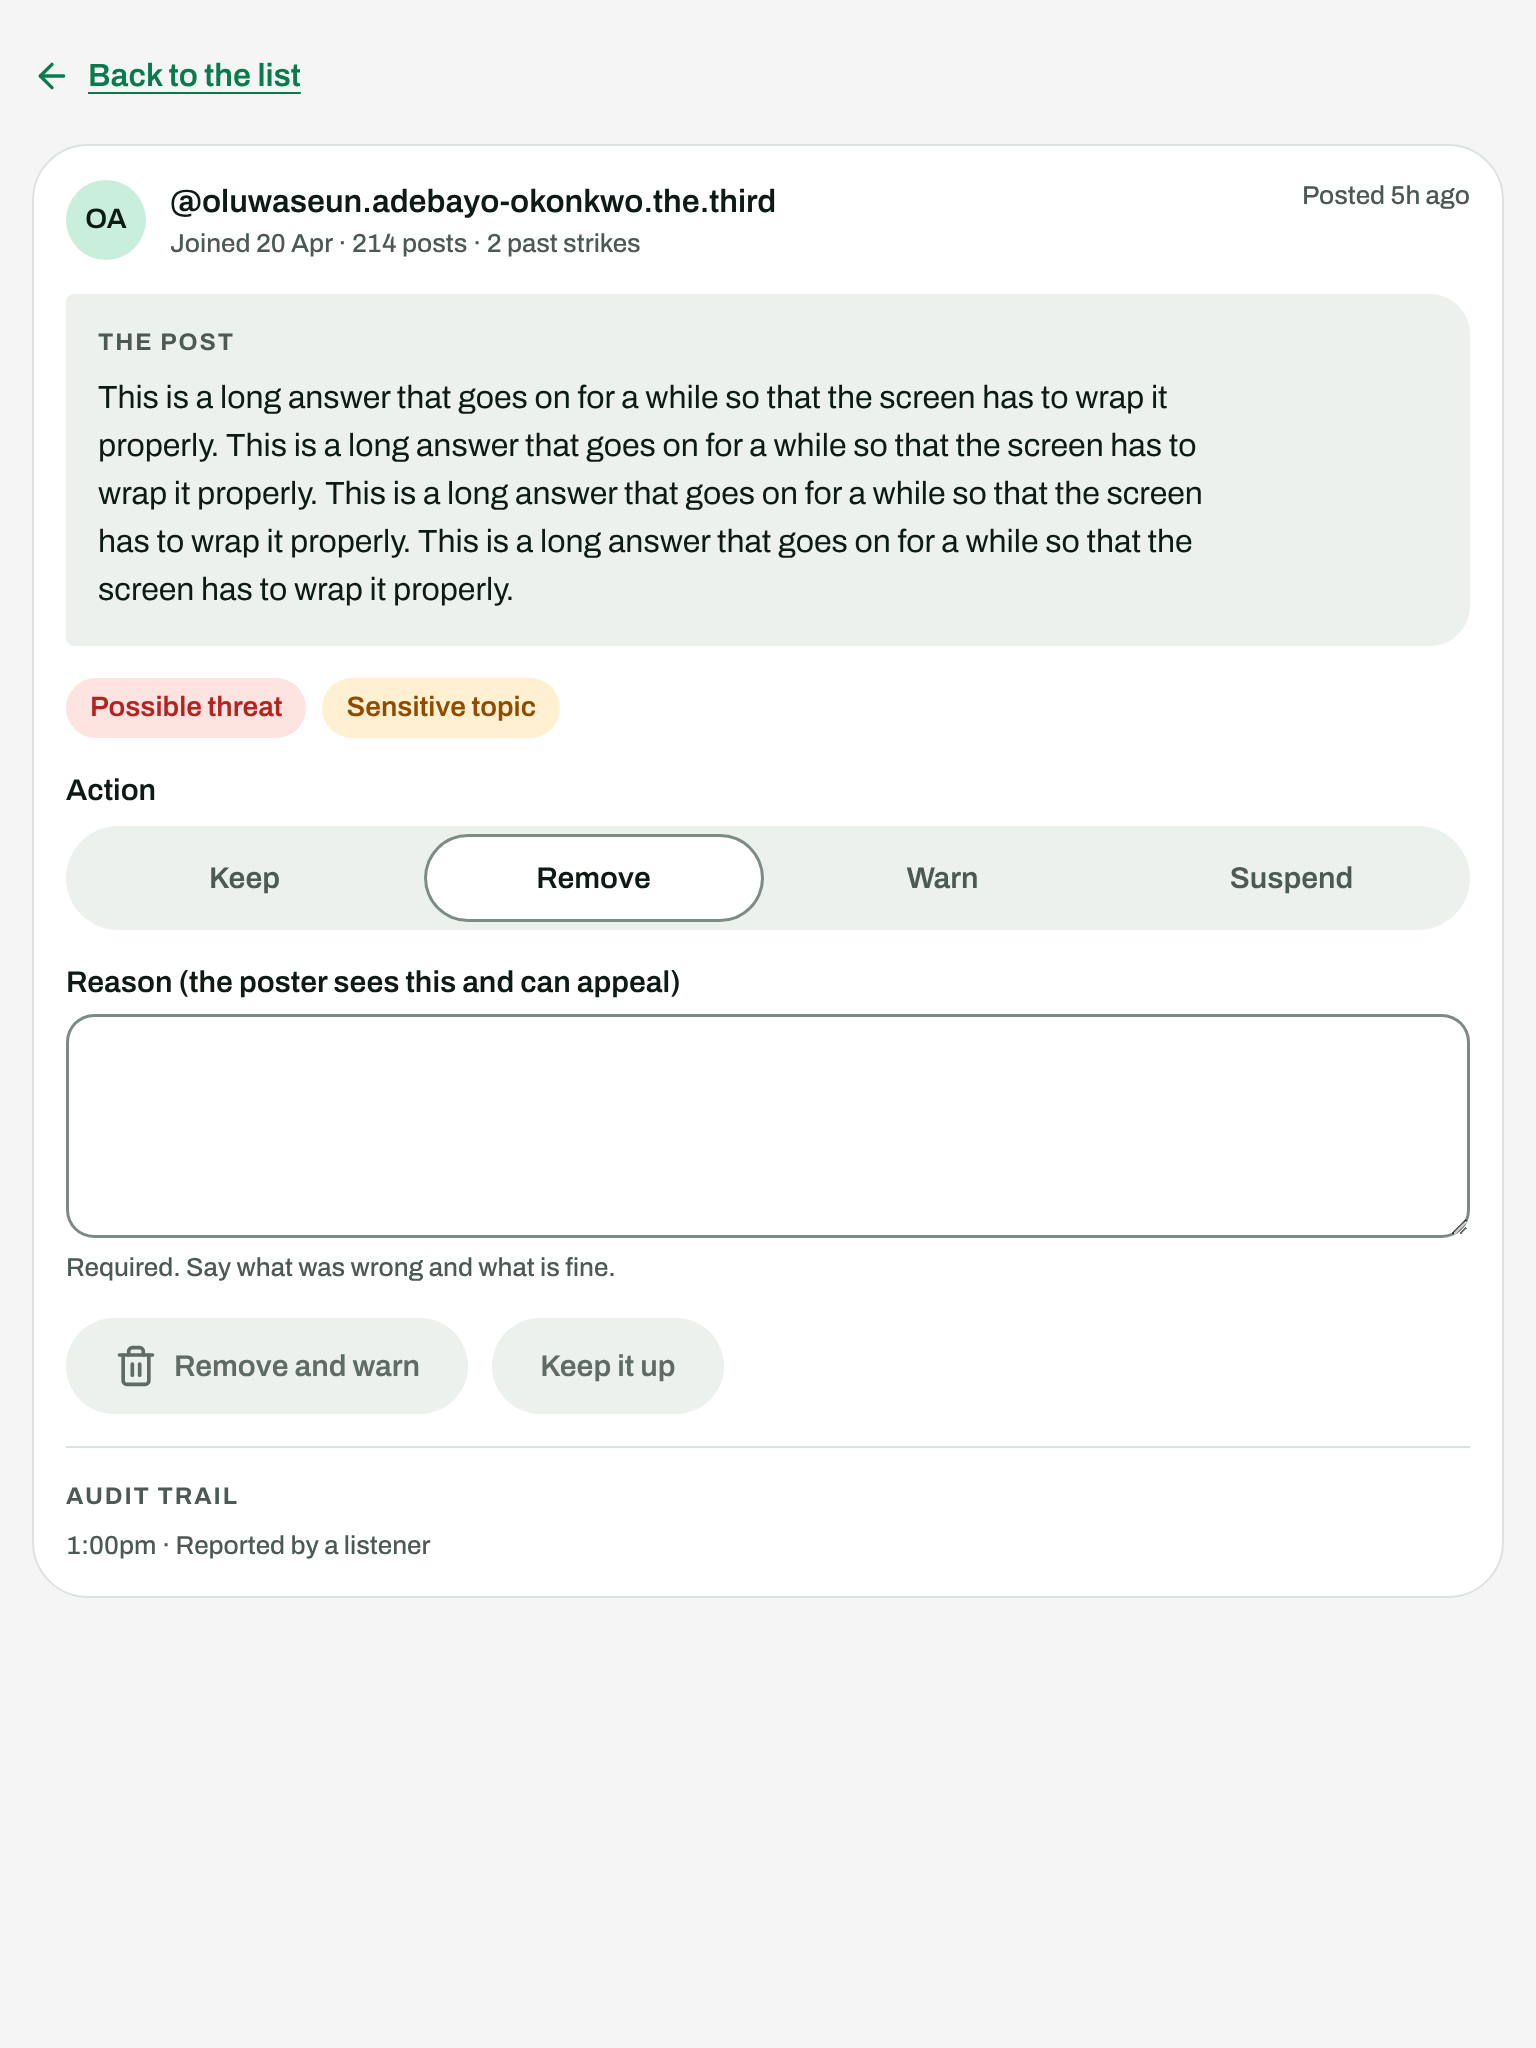 Back to the list
OA
@oluwaseun.adebayo-okonkwo.the.third
Joined 20 Apr · 214 posts · 2 past strikes
Posted 5h ago
THE POST
This is a long answer that goes on for a while so that the screen has to wrap it
properly. This is a long answer that goes on for a while so that the screen has to
wrap it properly. This is a long answer that goes on for a while so that the screen
has to wrap it properly. This is a long answer that goes on for a while so that the
screen has to wrap it properly.
Possible threat
Sensitive topic
Action
Keep
Remove
Warn
Suspend
Reason (the poster sees this and can appeal)
Required. Say what was wrong and what is fine.
Remove and warn
Keep it up
AUDIT TRAIL
1:00pm · Reported by a listener